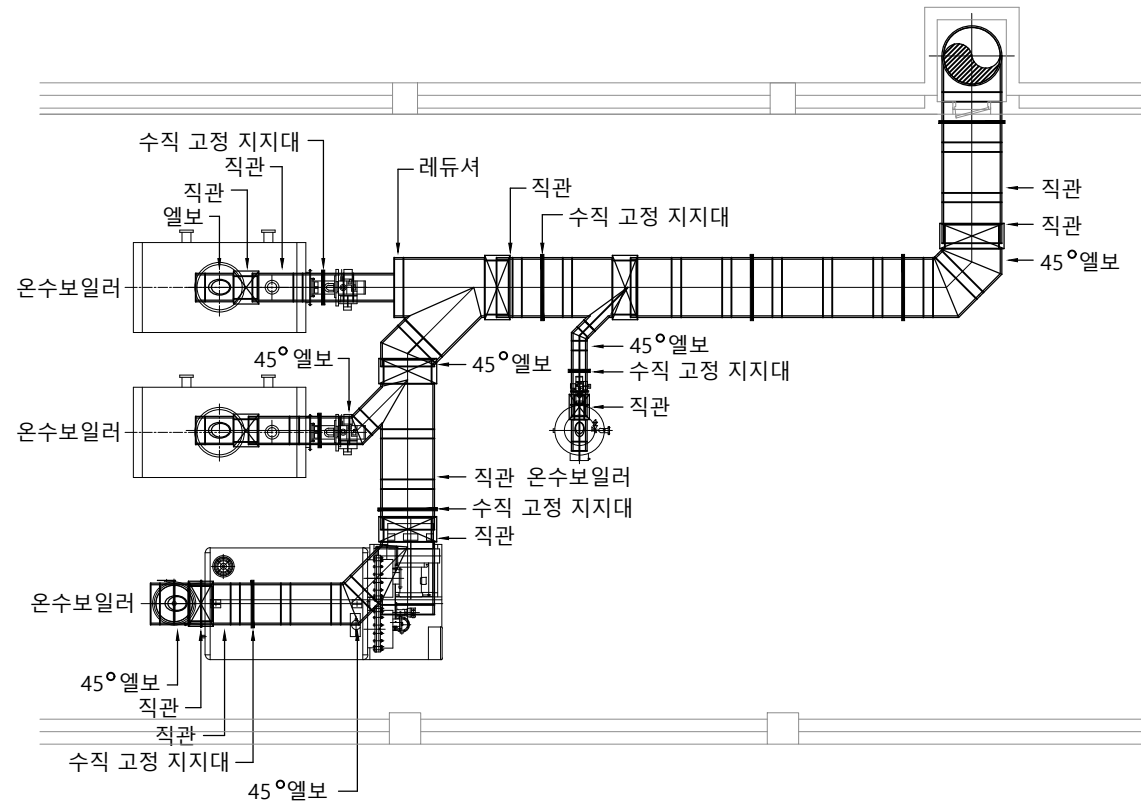 수직 고정 지지대
직관
직관
엘보
온수보일러
레듀셔
직관
수직 고정 지지대
직관
직관
45°엘보
45°엘보
온수보일러
45°엘보
45°엘보
수직 고정 지지대
직관
직관 온수보일러
수직 고정 지지대
직관
온수보일러
45°엘보
직관
직관
수직 고정 지지대
45°엘보